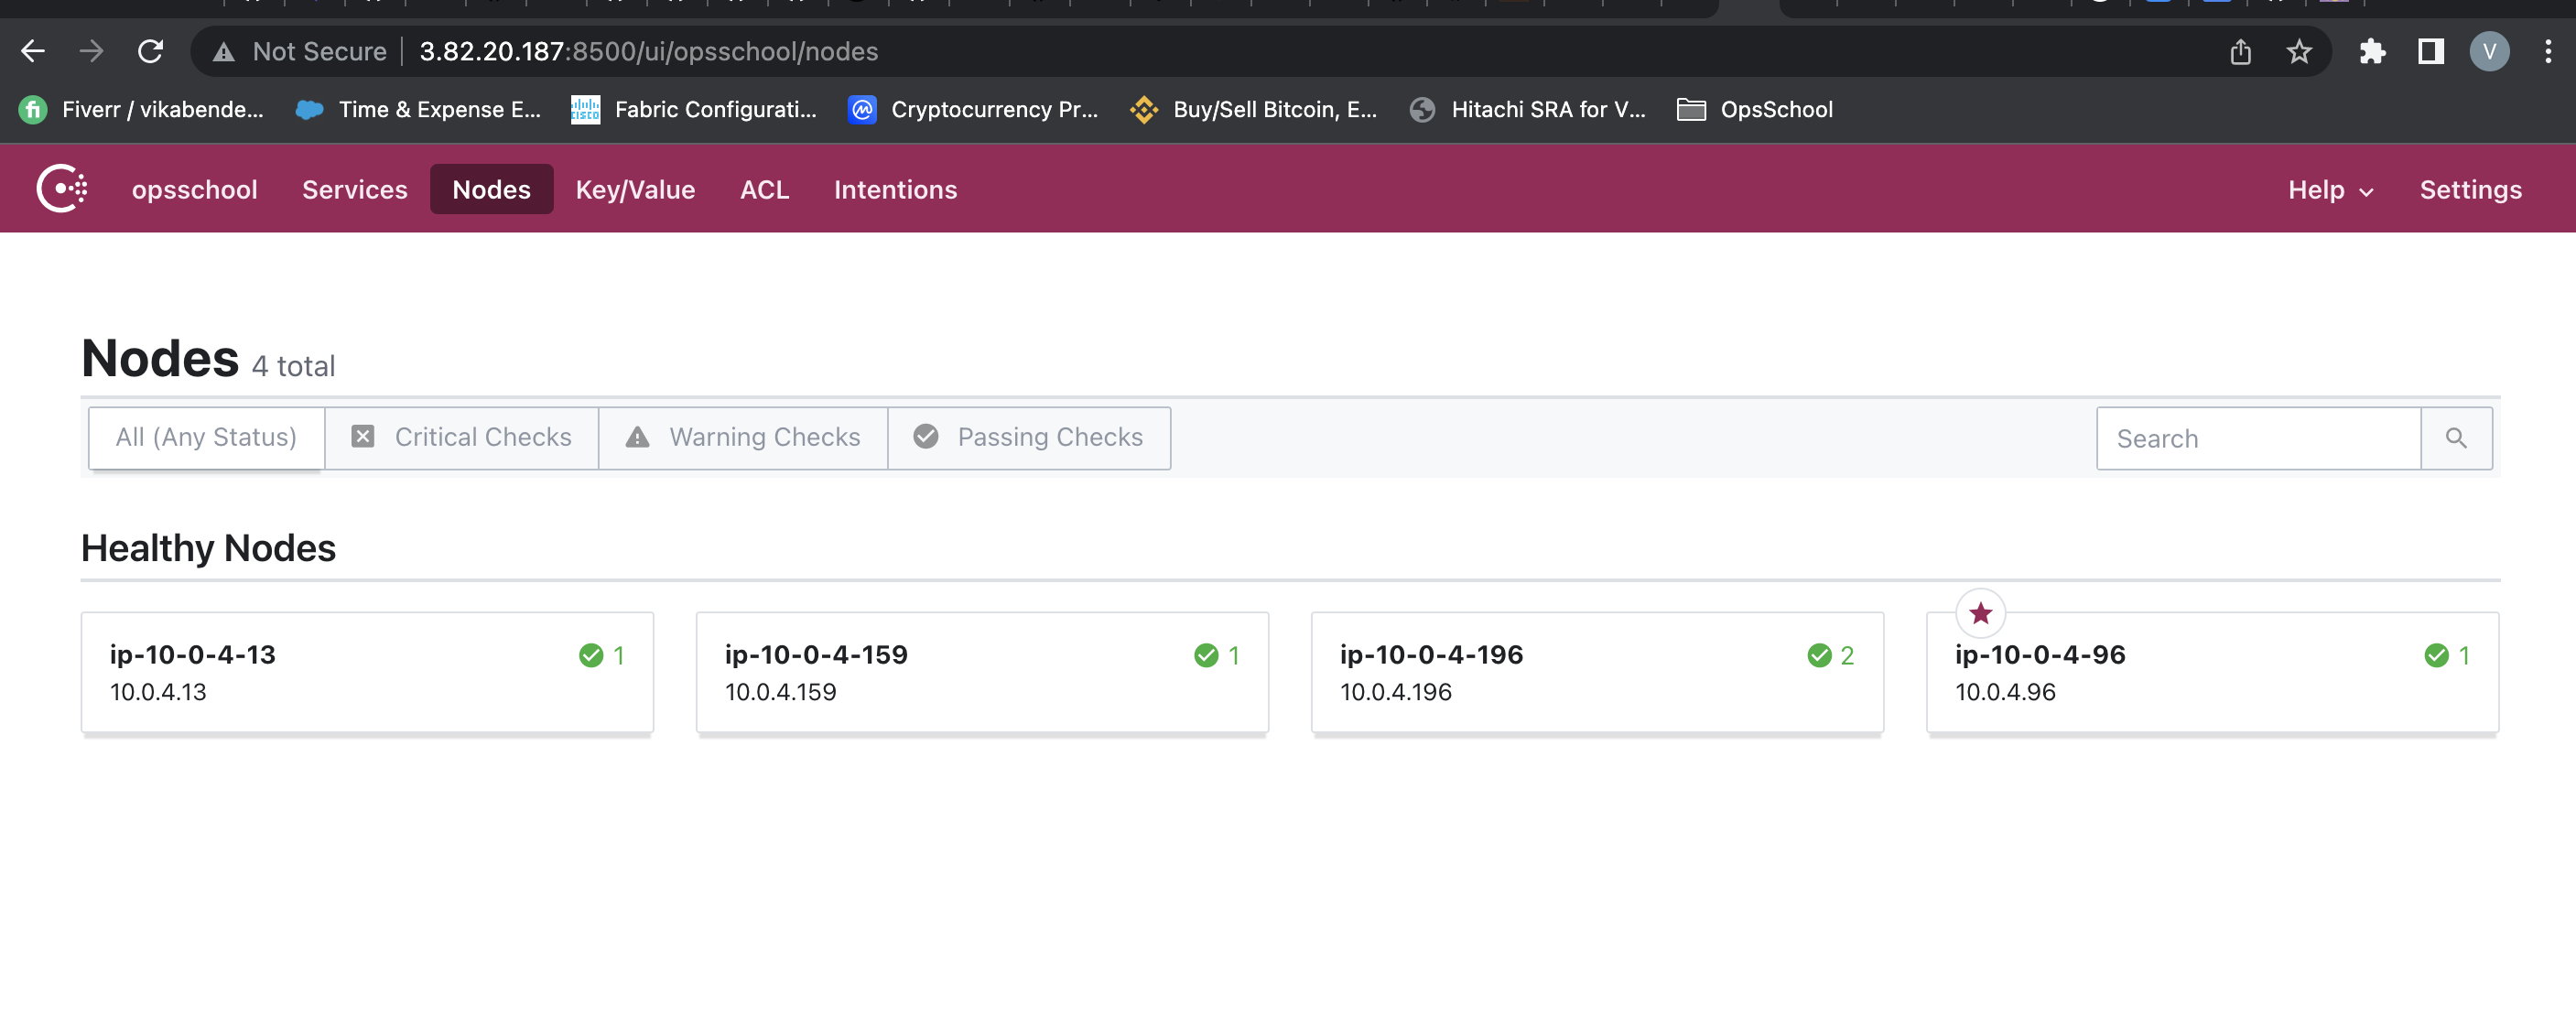 Not Secure 3.82.20.187:8500/ui/opsschool/nodes V
fi Fiverr / vikabende... Time & Expense E... CISCO Fabric Configurati... Cryptocurrency Pr... Buy/Sell Bitcoin, E... Hitachi SRA for V... OpsSchool
opsschool Services Nodes Key/Value ACL Intentions Help Settings
Nodes 4 total
All (Any Status) Critical Checks Warning Checks Passing Checks Search
Healthy Nodes
ip-10-0-4-13 1 ip-10-0-4-159 1 ip-10-0-4-196 2 ip-10-0-4-96 1
10.0.4.13 10.0.4.159 10.0.4.196 10.0.4.96